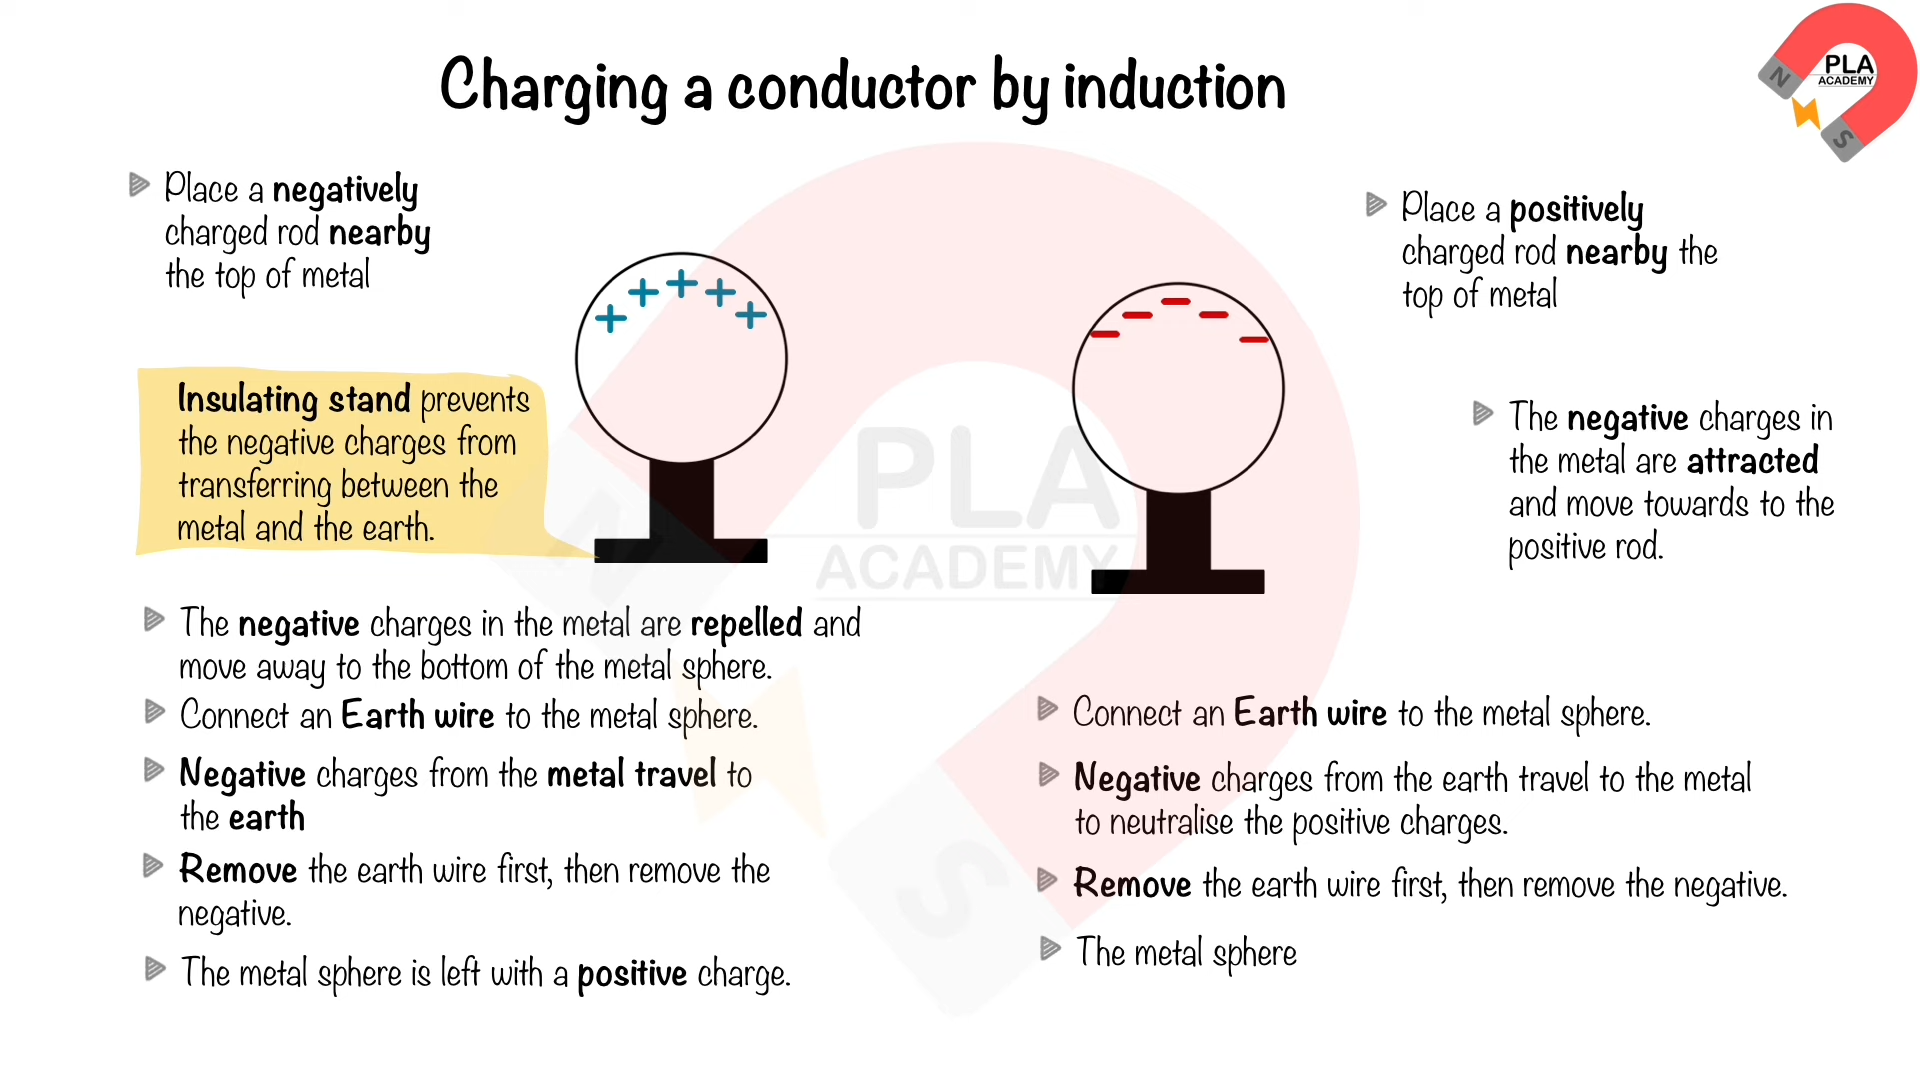 Charging a conductor by induction
PLA
ACADEMY
N
S
Place a negatively
charged rod nearby
the top of metal
Insulating stand prevents
the negative charges from
transferring between the
metal and the earth.
The negative charges in the metal are repelled and
move away to the bottom of the metal sphere.
Connect an Earth wire to the metal sphere.
Negative charges from the metal travel to
the earth
Remove the earth wire first, then remove the
negative.
The metal sphere is left with a positive charge.
PLA
ACADEMY
N
S
Place a positively
charged rod nearby the
top of metal
The negative charges in
the metal are attracted
and move towards to the
positive rod.
Connect an Earth wire to the metal sphere.
Negative charges from the earth travel to the metal
to neutralise the positive charges.
Remove the earth wire first, then remove the negative.
The metal sphere